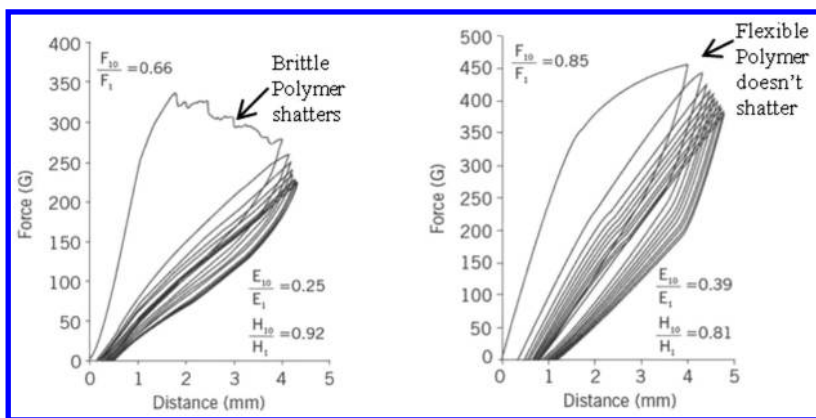 400
350
300
250
200
150
100
50
0
Force (G)
F10
F1
=0.66
Brittle
Polymer
shatters
E10
E1
=0.25
H10
H1
=0.92
0 1 2 3 4 5
Distance (mm)
500
450
400
350
300
250
200
150
100
50
0
Force (G)
F10
F1
=0.85
Flexible
Polymer
doesn't
shatter
E10
E1
=0.39
H10
H1
=0.81
0 1 2 3 4 5
Distance (mm)